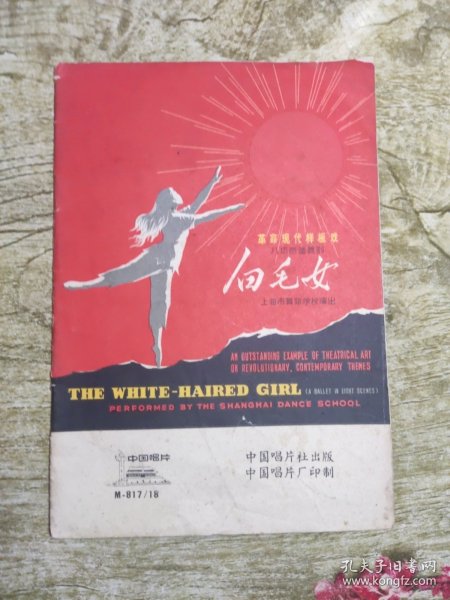 革命现代样板戏
八场芭蕾舞剧
白毛女
上海市舞蹈学校演出
AN OUTSTANDING EXAMPLE OF THEATRICAL ART
ON REVOLUTIONARY, CONTEMPORARY THEMES
THE WHITE-HAIRED GIRL (A BALLET IN EIGHT SCENES)
PERFORMED BY THE SHANGHAI DANCE SCHOOL
中国唱片
M-817/18
中国唱片社出版
中国唱片厂印制
孔夫子旧书网
www.kongfz.com